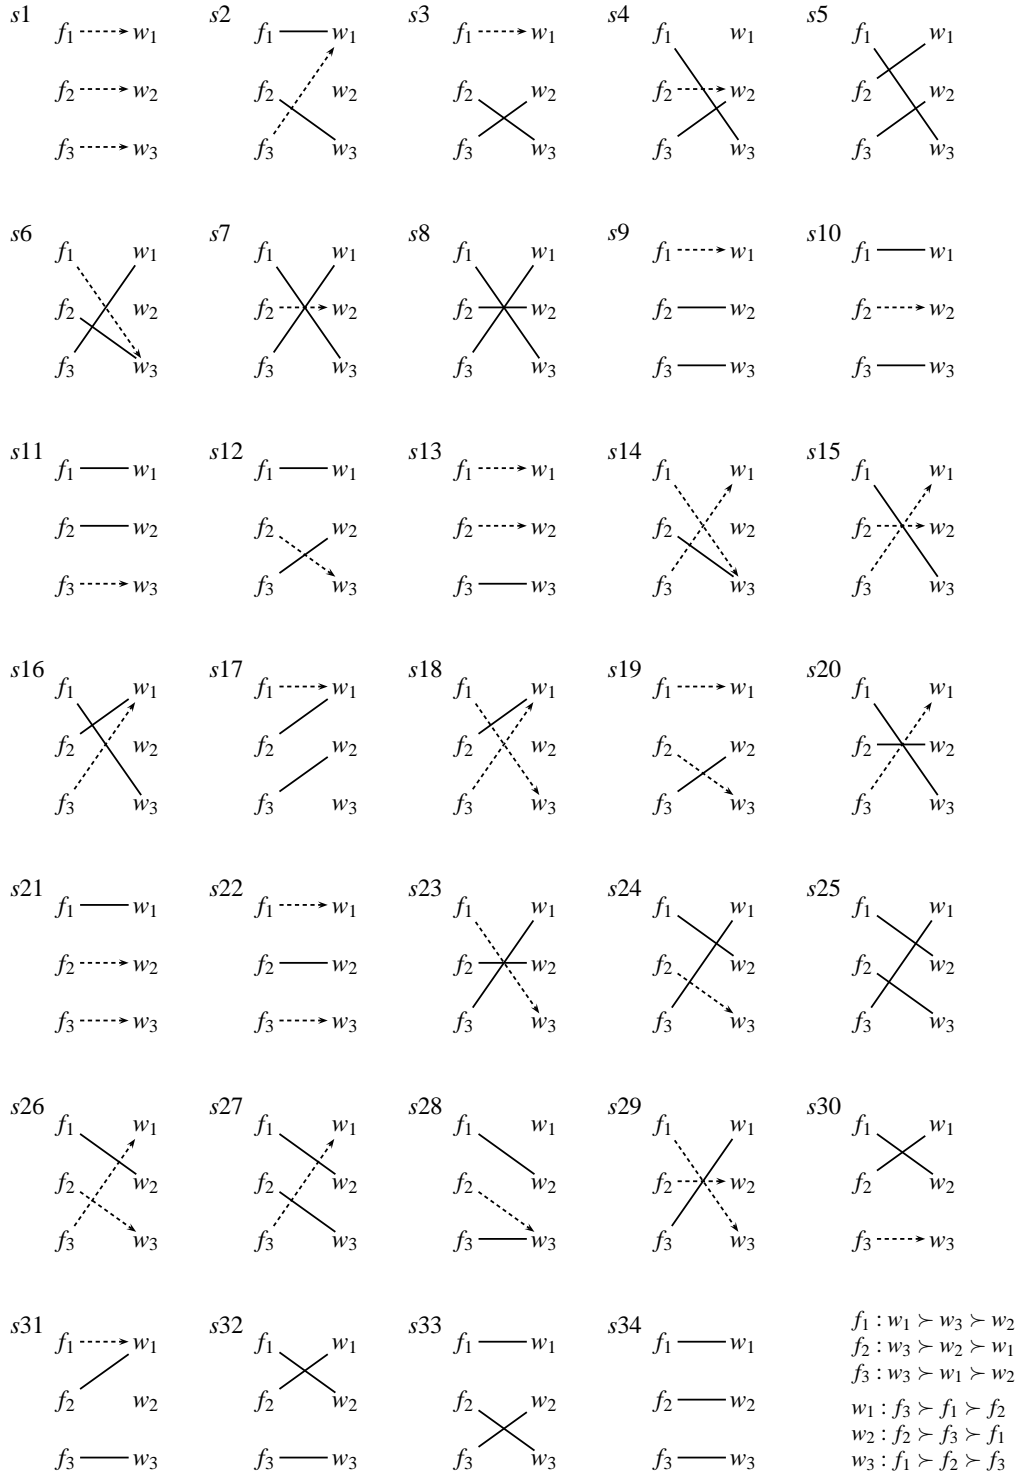 s1 s2 s3 s4 s5
f₁ w₁ f₁ w₁ f₁ w₁ f₁ w₁ f₁ w₁
f₂ w₂ f₂ w₂ f₂ w₂ f₂ w₂ f₂ w₂
f₃ w₃ f₃ w₃ f₃ w₃ f₃ w₃ f₃ w₃
s6 s7 s8 s9 s10
f₁ w₁ f₁ w₁ f₁ w₁ f₁ w₁ f₁ w₁
f₂ w₂ f₂ w₂ f₂ w₂ f₂ w₂ f₂ w₂
f₃ w₃ f₃ w₃ f₃ w₃ f₃ w₃ f₃ w₃
s11 s12 s13 s14 s15
f₁ w₁ f₁ w₁ f₁ w₁ f₁ w₁ f₁ w₁
f₂ w₂ f₂ w₂ f₂ w₂ f₂ w₂ f₂ w₂
f₃ w₃ f₃ w₃ f₃ w₃ f₃ w₃ f₃ w₃
s16 s17 s18 s19 s20
f₁ w₁ f₁ w₁ f₁ w₁ f₁ w₁ f₁ w₁
f₂ w₂ f₂ w₂ f₂ w₂ f₂ w₂ f₂ w₂
f₃ w₃ f₃ w₃ f₃ w₃ f₃ w₃ f₃ w₃
s21 s22 s23 s24 s25
f₁ w₁ f₁ w₁ f₁ w₁ f₁ w₁ f₁ w₁
f₂ w₂ f₂ w₂ f₂ w₂ f₂ w₂ f₂ w₂
f₃ w₃ f₃ w₃ f₃ w₃ f₃ w₃ f₃ w₃
s26 s27 s28 s29 s30
f₁ w₁ f₁ w₁ f₁ w₁ f₁ w₁ f₁ w₁
f₂ w₂ f₂ w₂ f₂ w₂ f₂ w₂ f₂ w₂
f₃ w₃ f₃ w₃ f₃ w₃ f₃ w₃ f₃ w₃
s31 s32 s33 s34
f₁ w₁ f₁ w₁ f₁ w₁ f₁ w₁
f₂ w₂ f₂ w₂ f₂ w₂ f₂ w₂
f₃ w₃ f₃ w₃ f₃ w₃ f₃ w₃
f₁ : w₁ ≻ w₃ ≻ w₂
f₂ : w₃ ≻ w₂ ≻ w₁
f₃ : w₃ ≻ w₁ ≻ w₂
w₁ : f₃ ≻ f₁ ≻ f₂
w₂ : f₂ ≻ f₃ ≻ f₁
w₃ : f₁ ≻ f₂ ≻ f₃